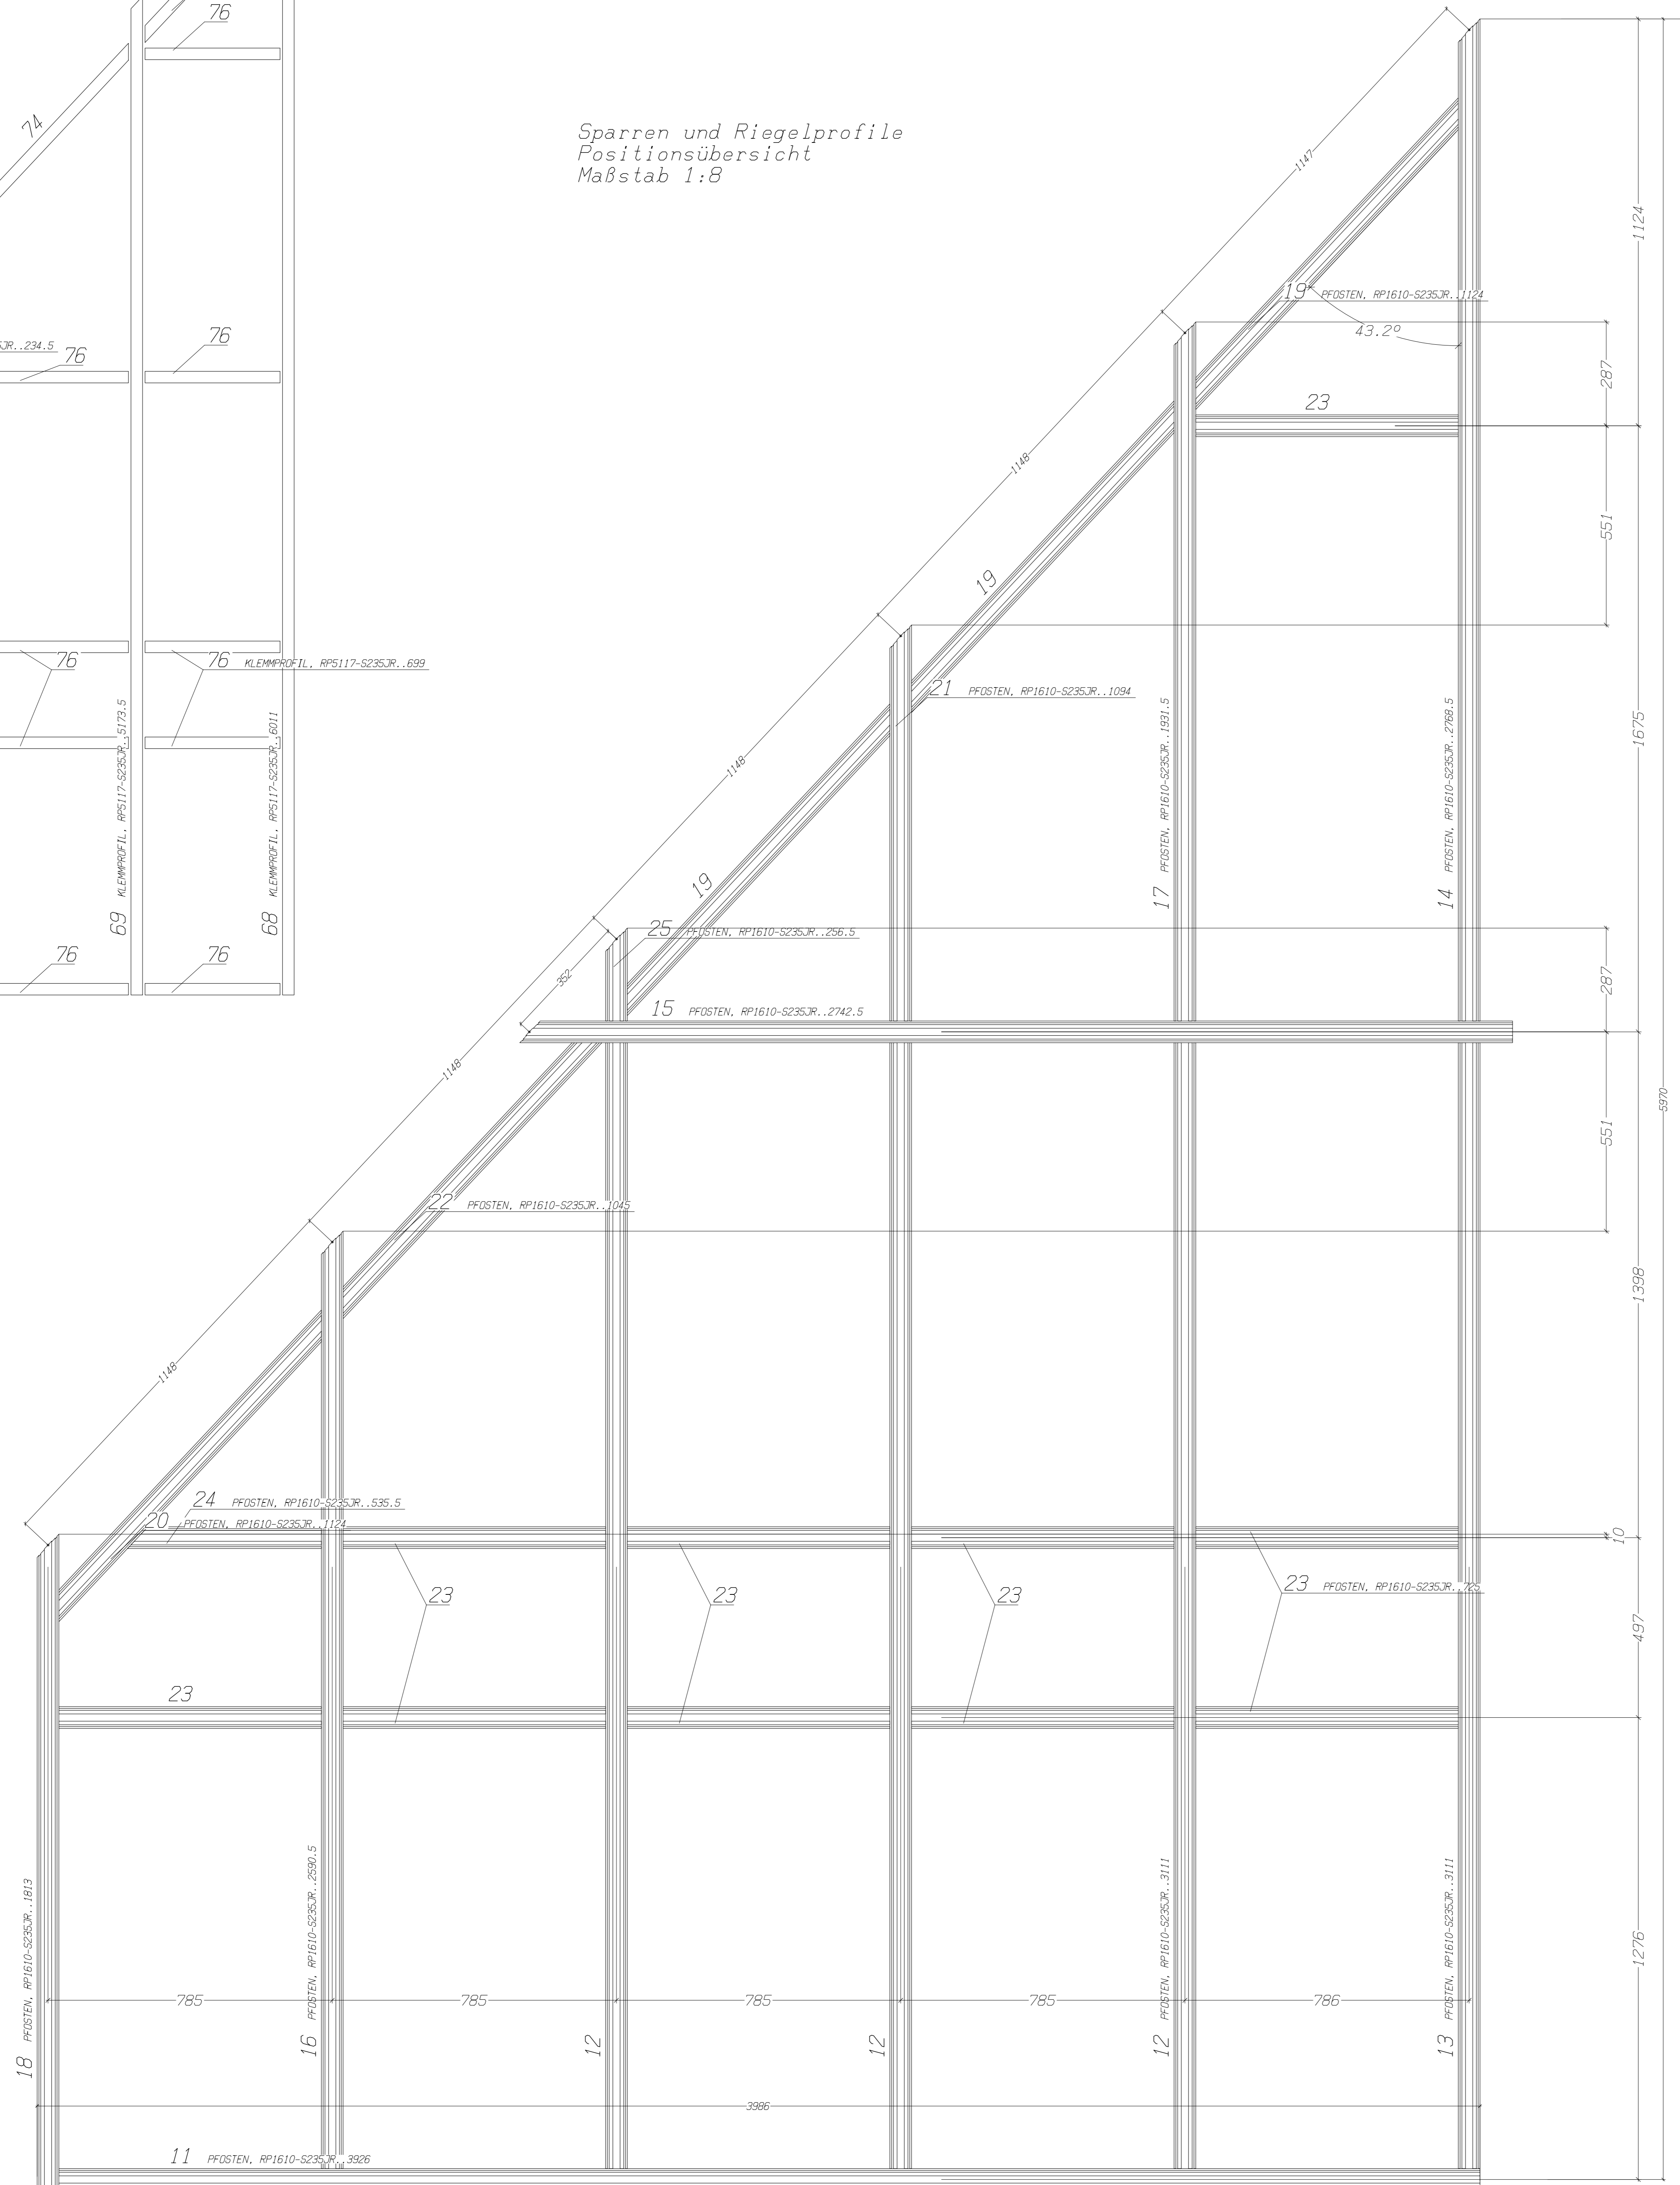 76
74
Sparren und Riegelprofile
Positionsübersicht
Maßstab 1:8
1147
1124
19 PFOSTEN, RP1610-S235JR..1124
43.2°
287
76
JR..234.5 76
23
1148
551
19
76
76 KLEMMPROFIL, RP5117-S235JR..699
21 PFOSTEN, RP1610-S235JR..1094
69 KLEMMPROFIL, RP5117-S235JR..5173.5
68 KLEMMPROFIL, RP5117-S235JR..6011
17 PFOSTEN, RP1610-S235JR..1931.5
14 PFOSTEN, RP1610-S235JR..2768.5
1675
1148
19
25 PFOSTEN, RP1610-S235JR..256.5
76
76
352
287
15 PFOSTEN, RP1610-S235JR..2742.5
1148
5970
551
22 PFOSTEN, RP1610-S235JR..1045
1398
1148
24 PFOSTEN, RP1610-S235JR..535.5
20 PFOSTEN, RP1610-S235JR..1124
10
23
23
23
23 PFOSTEN, RP1610-S235JR..725
497
23
18 PFOSTEN, RP1610-S235JR..1813
16 PFOSTEN, RP1610-S235JR..2590.5
12
12
12 PFOSTEN, RP1610-S235JR..3111
13 PFOSTEN, RP1610-S235JR..3111
1276
785
785
785
785
786
3986
11 PFOSTEN, RP1610-S235JR..3926